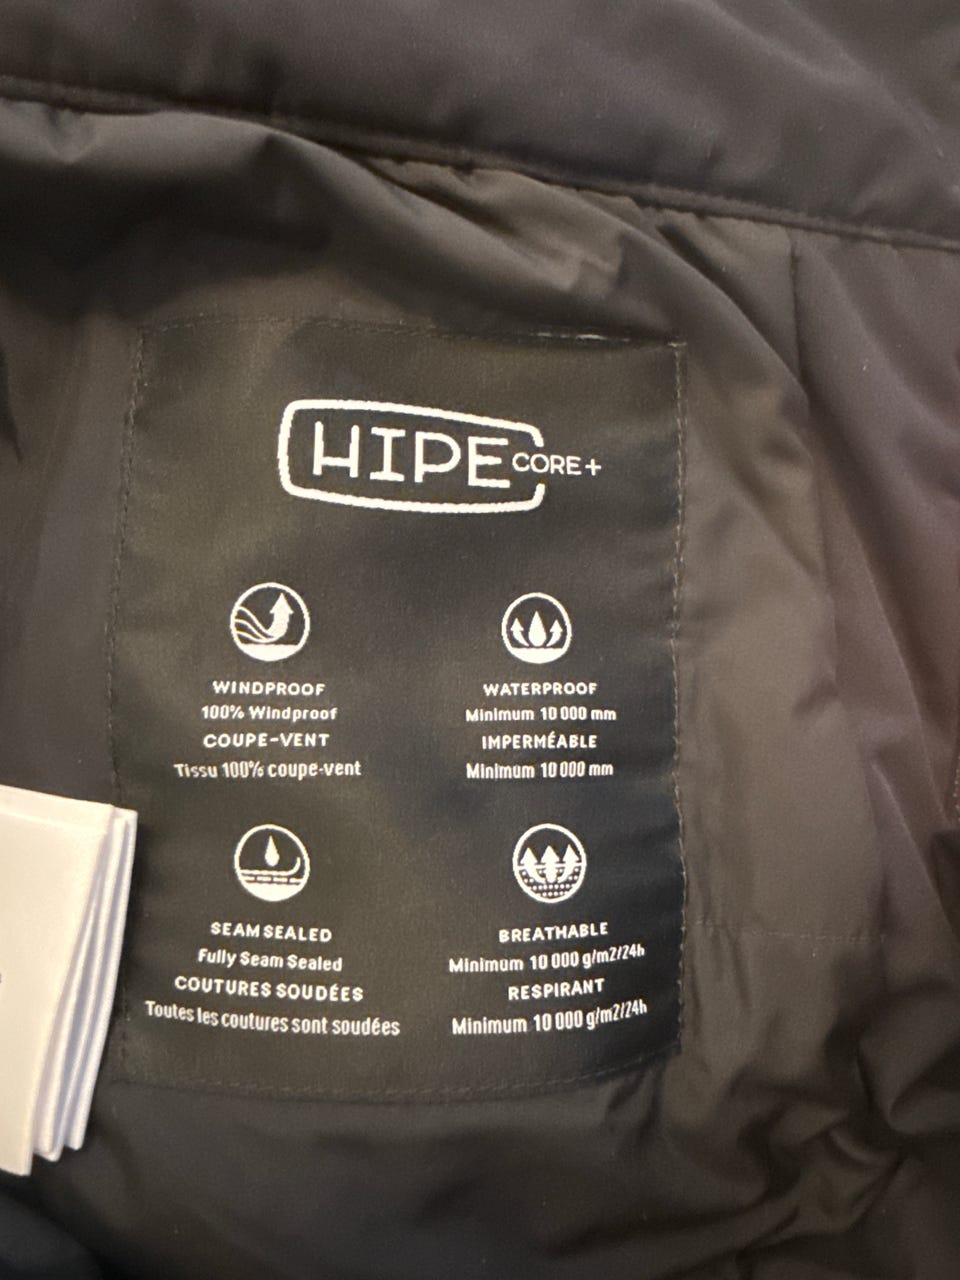 HIPE CORE+
WINDPROOF
100% Windproof
COUPE-VENT
Tissu 100% coupe-vent
WATERPROOF
Minimum 10 000 mm
IMPERMÉABLE
Minimum 10 000 mm
SEAM SEALED
Fully Seam Sealed
COUTURES SOUDÉES
Toutes les coutures sont soudées
BREATHABLE
Minimum 10 000 g/m2/24h
RESPIRANT
Minimum 10 000 g/m2/24h